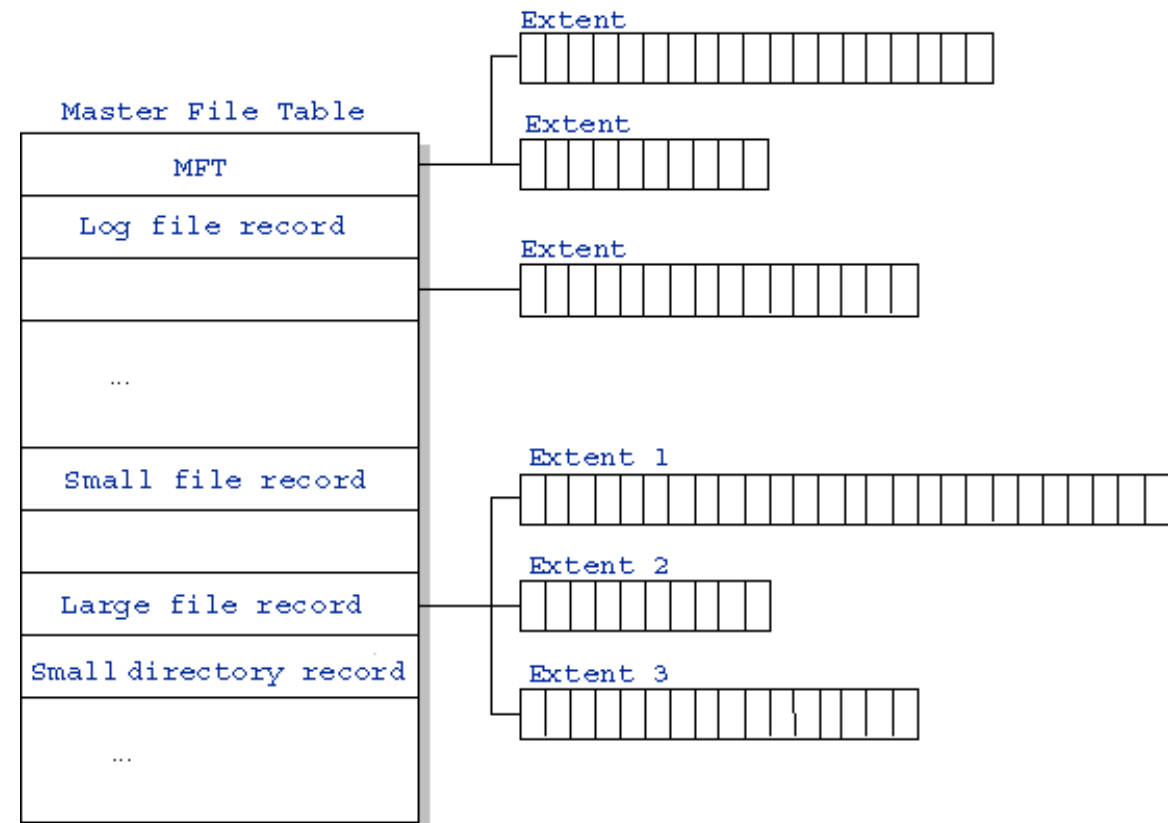 Master File Table
MFT
Log file record
...
Small file record
Large file record
Small directory record
...
Extent
Extent
Extent
Extent 1
Extent 2
Extent 3